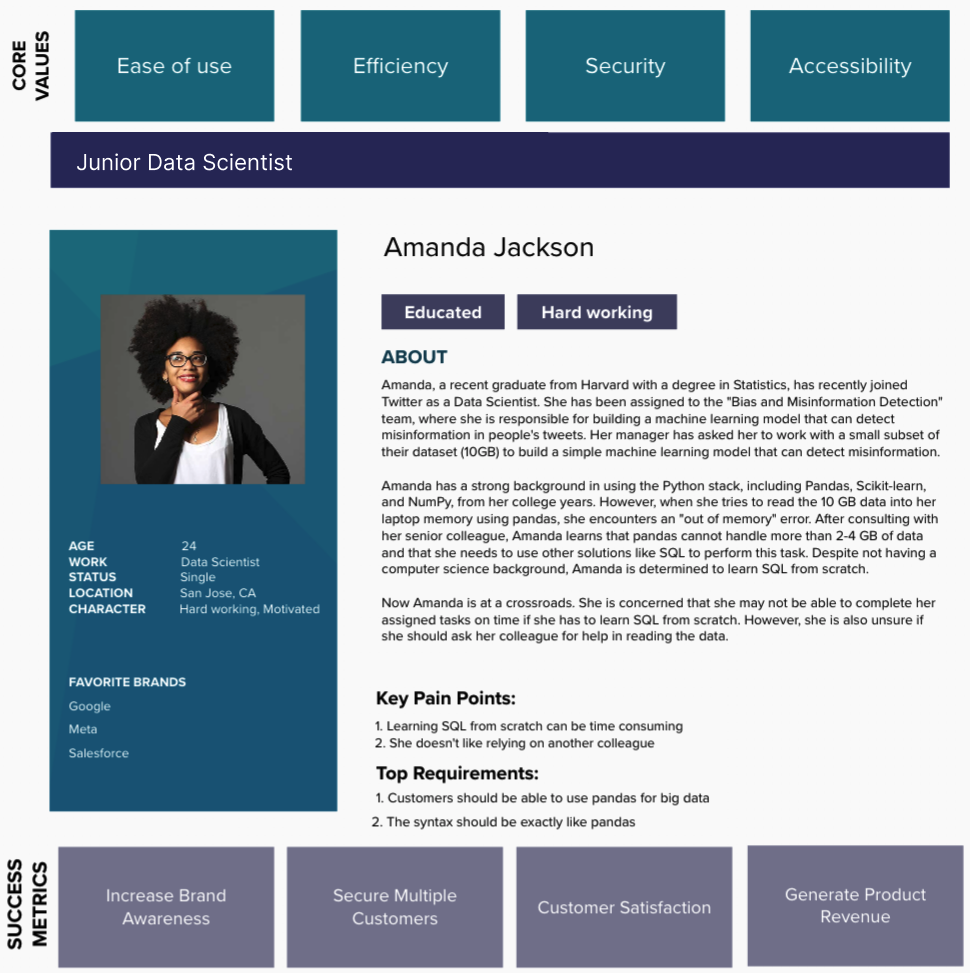 CORE
VALUES
Ease of use
Efficiency
Security
Accessibility
Junior Data Scientist
Amanda Jackson
Educated
Hard working
ABOUT
Amanda, a recent graduate from Harvard with a degree in Statistics, has recently joined
Twitter as a Data Scientist. She has been assigned to the "Bias and Misinformation Detection"
team, where she is responsible for building a machine learning model that can detect
misinformation in people's tweets. Her manager has asked her to work with a small subset of
their dataset (10GB) to build a simple machine learning model that can detect misinformation.
Amanda has a strong background in using the Python stack, including Pandas, Scikit-learn,
and NumPy, from her college years. However, when she tries to read the 10 GB data into her
laptop memory using pandas, she encounters an "out of memory" error. After consulting with
her senior colleague, Amanda learns that pandas cannot handle more than 2-4 GB of data
and that she needs to use other solutions like SQL to perform this task. Despite not having a
computer science background, Amanda is determined to learn SQL from scratch.
Now Amanda is at a crossroads. She is concerned that she may not be able to complete her
assigned tasks on time if she has to learn SQL from scratch. However, she is also unsure if
she should ask her colleague for help in reading the data.
AGE 24
WORK Data Scientist
STATUS Single
LOCATION San Jose, CA
CHARACTER Hard working, Motivated
FAVORITE BRANDS
Google
Meta
Salesforce
Key Pain Points:
1. Learning SQL from scratch can be time consuming
2. She doesn't like relying on another colleague
Top Requirements:
1. Customers should be able to use pandas for big data
2. The syntax should be exactly like pandas
SUCCESS
METRICS
Increase Brand
Awareness
Secure Multiple
Customers
Customer Satisfaction
Generate Product
Revenue